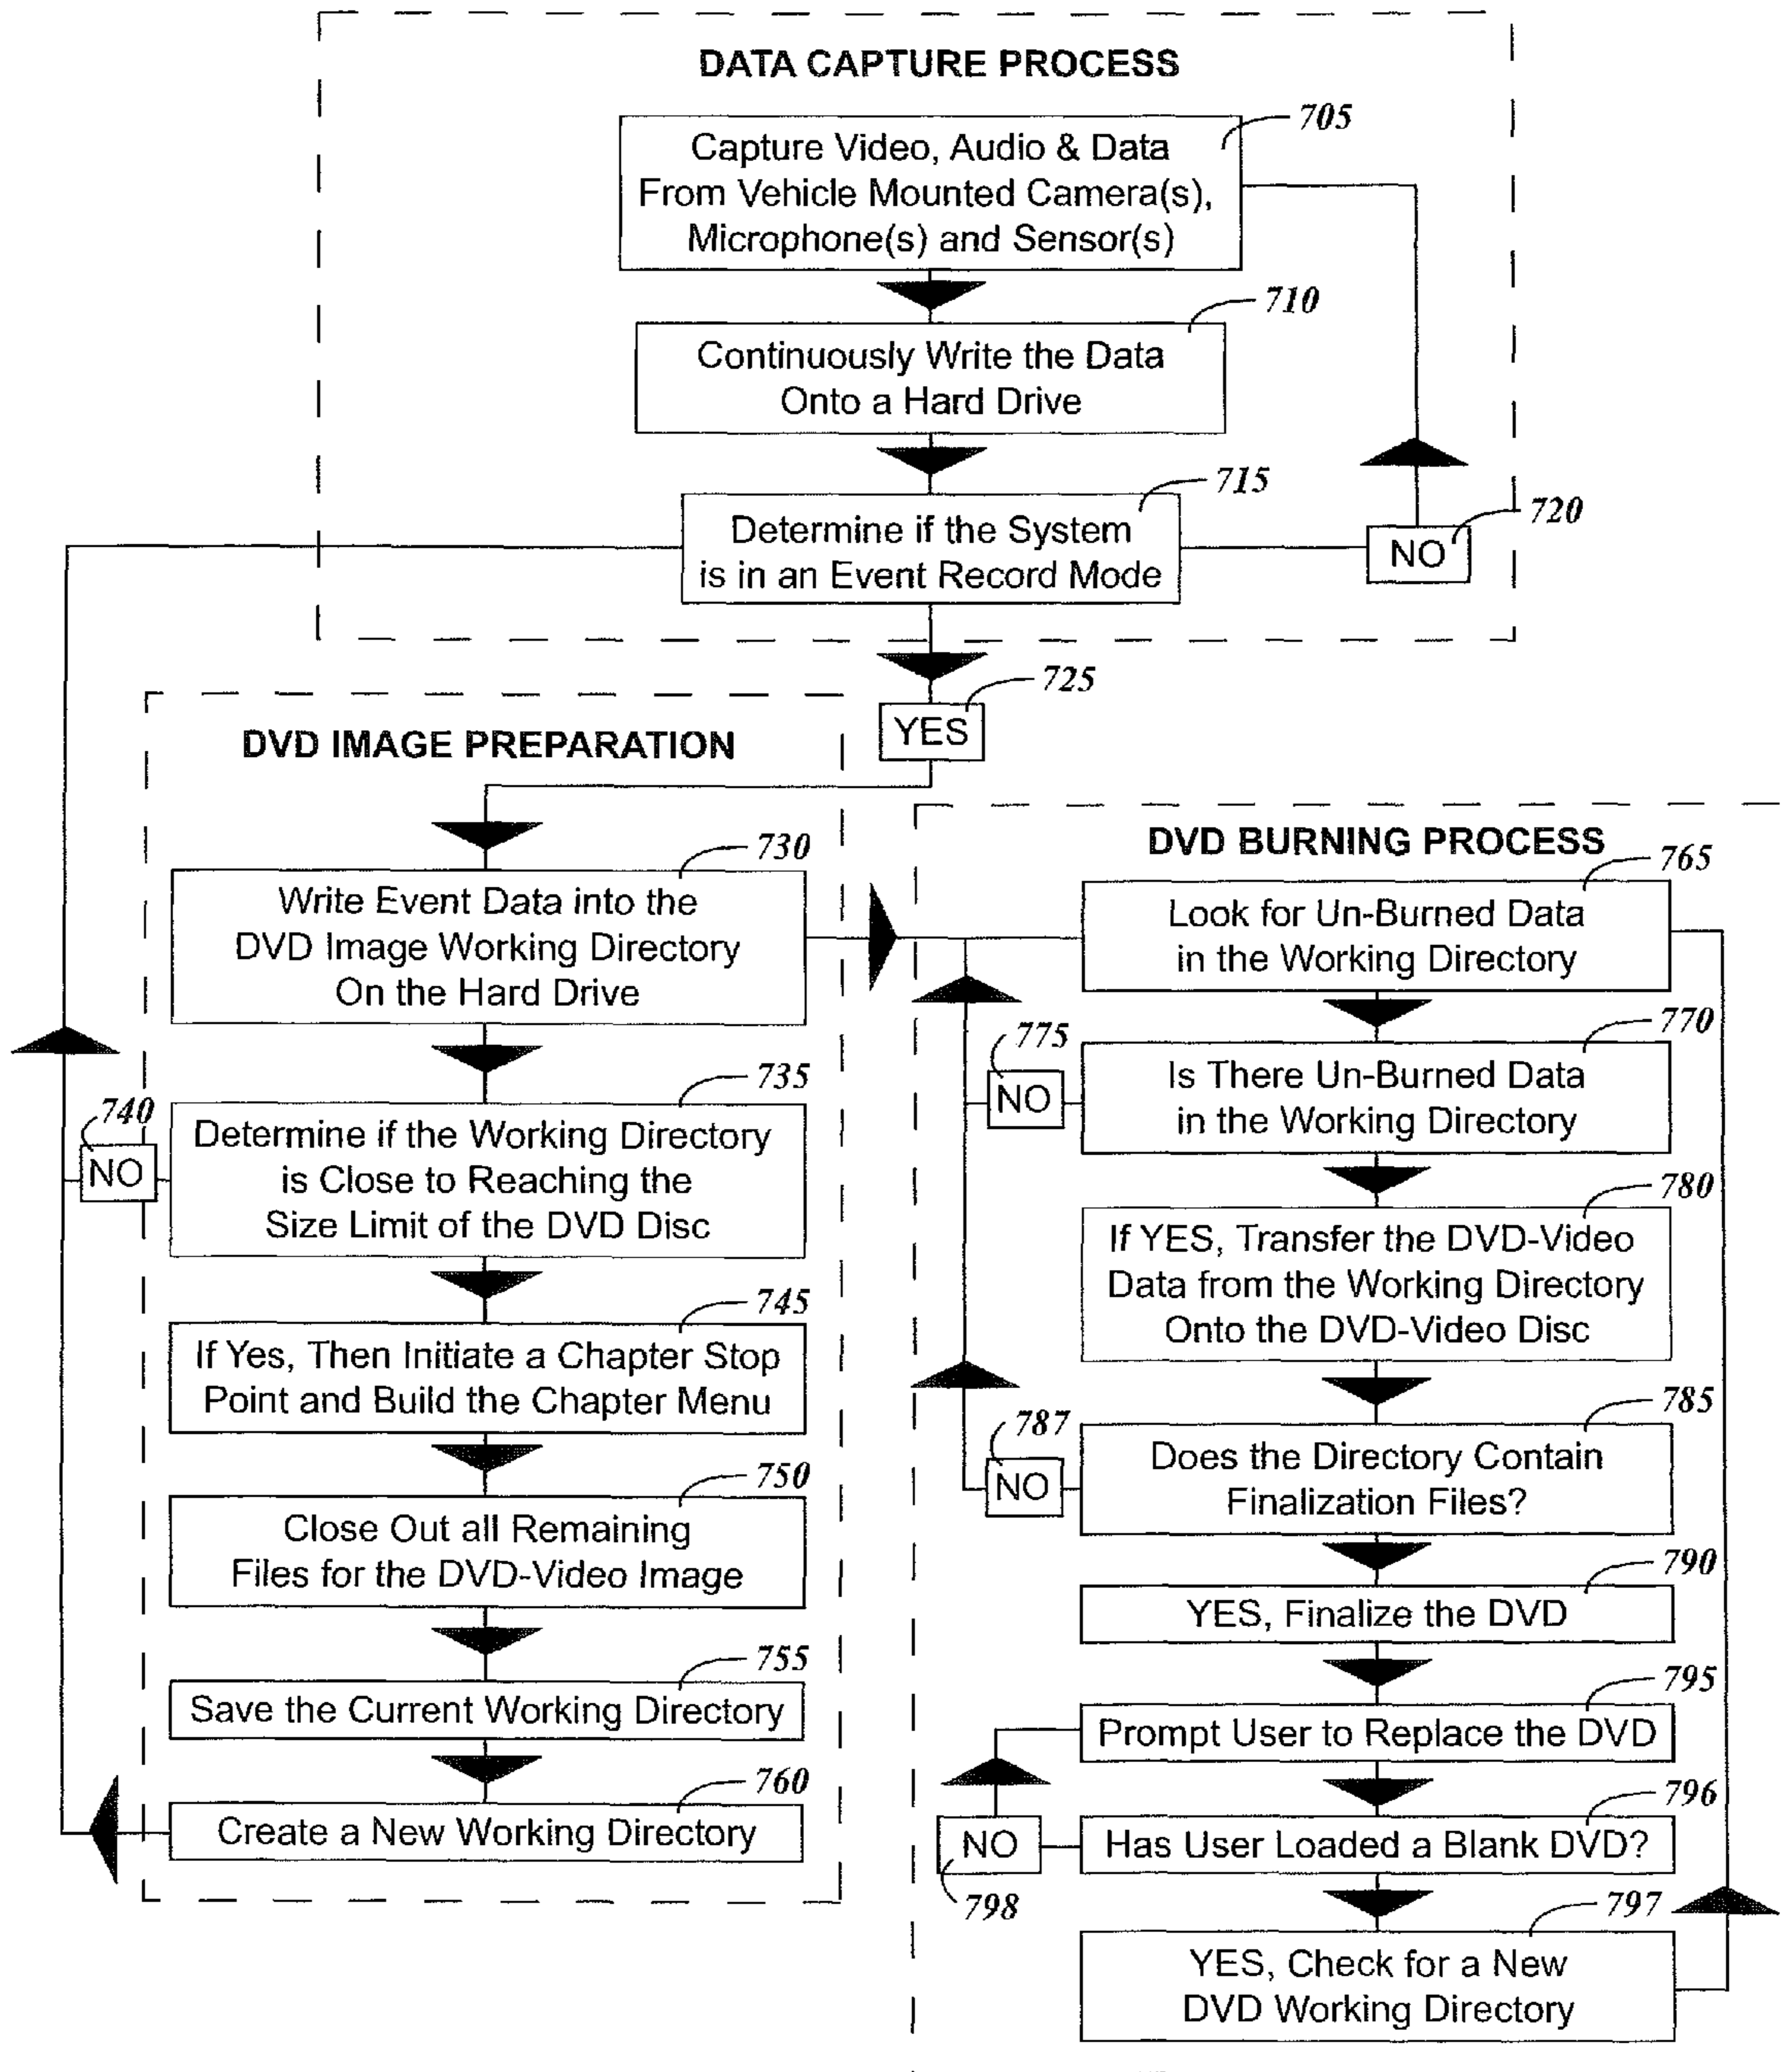 DATA CAPTURE PROCESS
705
Capture Video, Audio & Data
From Vehicle Mounted Camera(s),
Microphone(s) and Sensor(s)
710
Continuously Write the Data
Onto a Hard Drive
715
Determine if the System
is in an Event Record Mode
720
NO
725
YES
DVD IMAGE PREPARATION
730
Write Event Data into the
DVD Image Working Directory
On the Hard Drive
735
Determine if the Working Directory
is Close to Reaching the
Size Limit of the DVD Disc
740
NO
745
If Yes, Then Initiate a Chapter Stop
Point and Build the Chapter Menu
750
Close Out all Remaining
Files for the DVD-Video Image
755
Save the Current Working Directory
760
Create a New Working Directory
DVD BURNING PROCESS
765
Look for Un-Burned Data
in the Working Directory
770
Is There Un-Burned Data
in the Working Directory
775
NO
780
If YES, Transfer the DVD-Video
Data from the Working Directory
Onto the DVD-Video Disc
785
Does the Directory Contain
Finalization Files?
787
NO
790
YES, Finalize the DVD
795
Prompt User to Replace the DVD
796
Has User Loaded a Blank DVD?
NO
798
797
YES, Check for a New
DVD Working Directory